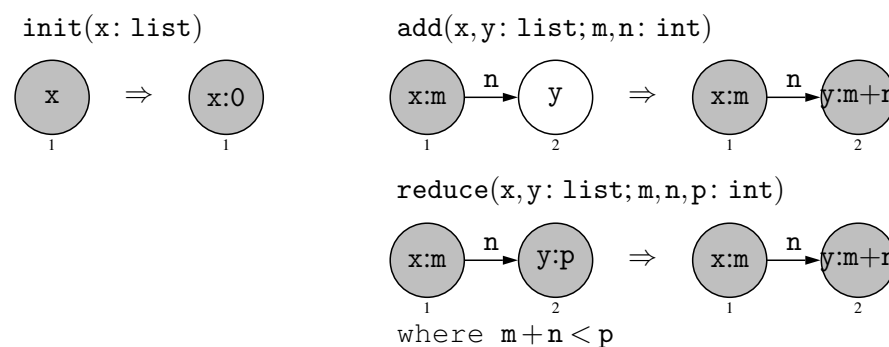 init(x: list)
x ⇒ x:0
1 1
add(x,y: list; m,n: int)
x:m n y ⇒ x:m n y:m+n
1 2 1 2
reduce(x,y: list; m,n,p: int)
x:m n y:p ⇒ x:m n y:m+n
1 2 1 2
where m+n < p